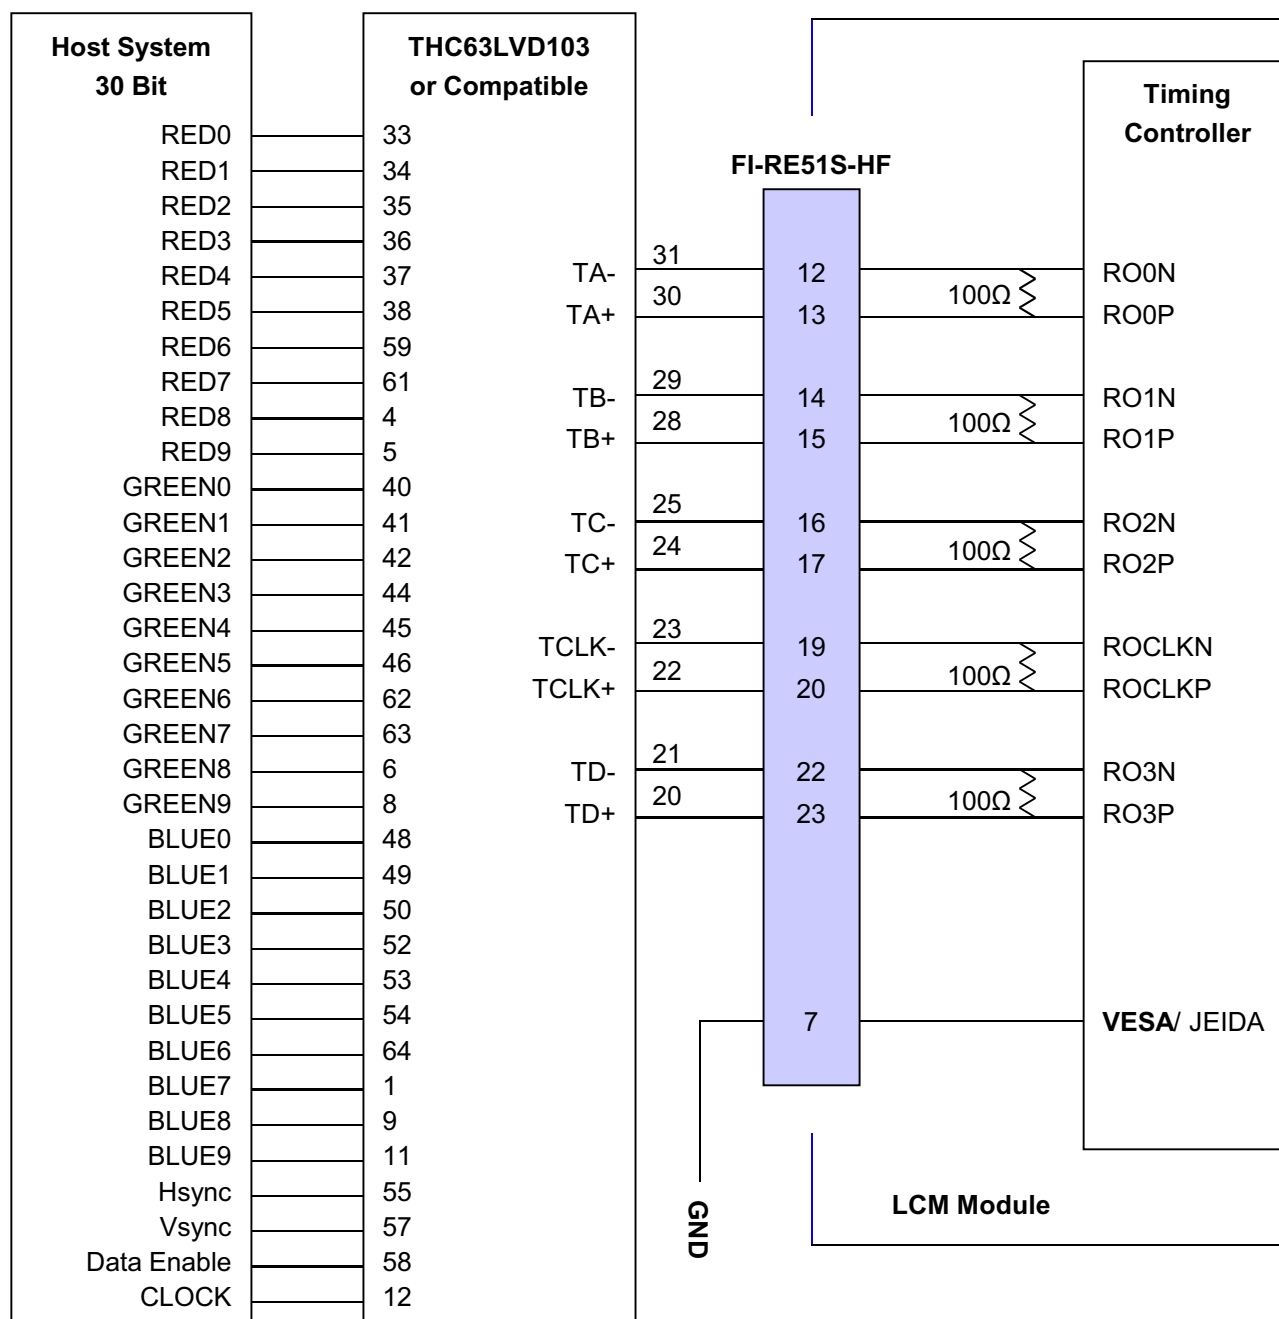 Host System
30 Bit
RED0
RED1
RED2
RED3
RED4
RED5
RED6
RED7
RED8
RED9
GREEN0
GREEN1
GREEN2
GREEN3
GREEN4
GREEN5
GREEN6
GREEN7
GREEN8
GREEN9
BLUE0
BLUE1
BLUE2
BLUE3
BLUE4
BLUE5
BLUE6
BLUE7
BLUE8
BLUE9
Hsync
Vsync
Data Enable
CLOCK
THC63LVD103
or Compatible
33
34
35
36
37
38
59
61
4
5
40
41
42
44
45
46
62
63
6
8
48
49
50
52
53
54
64
1
9
11
55
57
58
12
TA-
TA+
TB-
TB+
TC-
TC+
TCLK-
TCLK+
TD-
TD+
31
30
29
28
25
24
23
22
21
20
GND
FI-RE51S-HF
12
13
14
15
16
17
19
20
22
23
7
100Ω
100Ω
100Ω
100Ω
100Ω
Timing
Controller
RO0N
RO0P
RO1N
RO1P
RO2N
RO2P
ROCLKN
ROCLKP
RO3N
RO3P
VESA/ JEIDA
LCM Module